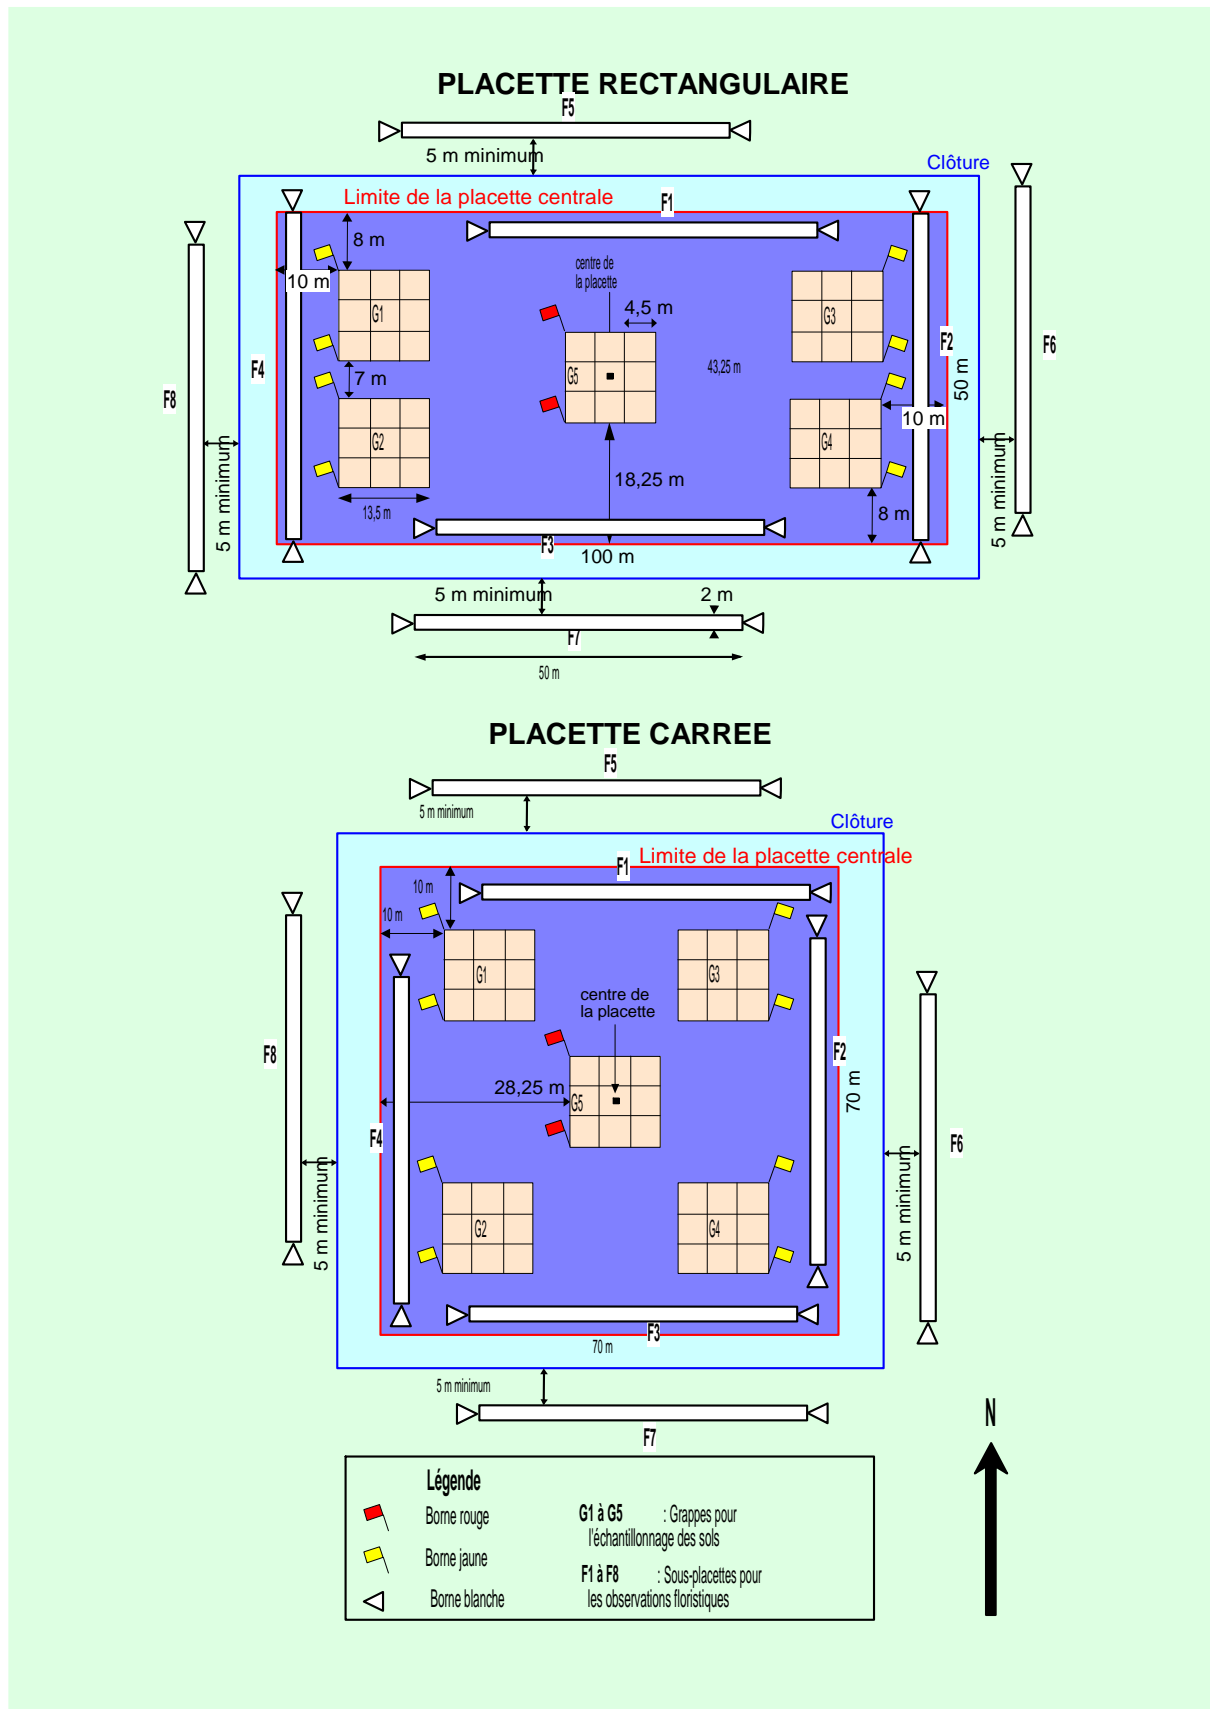 PLACETTE RECTANGULAIRE
F5
5 m minimum
Clôture
Limite de la placette centrale
F1
8 m
10 m
centre de
la placette
4,5 m
G1
G3
F2
F6
F4
G5
43,25 m
50 m
7 m
F8
10 m
G2
G4
5 m minimum
18,25 m
13,5 m
8 m
5 m minimum
F3
100 m
5 m minimum
2 m
F7
50 m
PLACETTE CARREE
F5
5 m minimum
Clôture
F1
Limite de la placette centrale
10 m
10 m
G1
G3
centre de
la placette
F8
F2
28,25 m
G5
70 m
F4
F6
5 m minimum
5 m minimum
G2
G4
F3
70 m
5 m minimum
F7
N
Légende
Borne rouge
G1 à G5 : Grappes pour
l'échantillonnage des sols
Borne jaune
F1 à F8 : Sous-placettes pour
les observations floristiques
Borne blanche